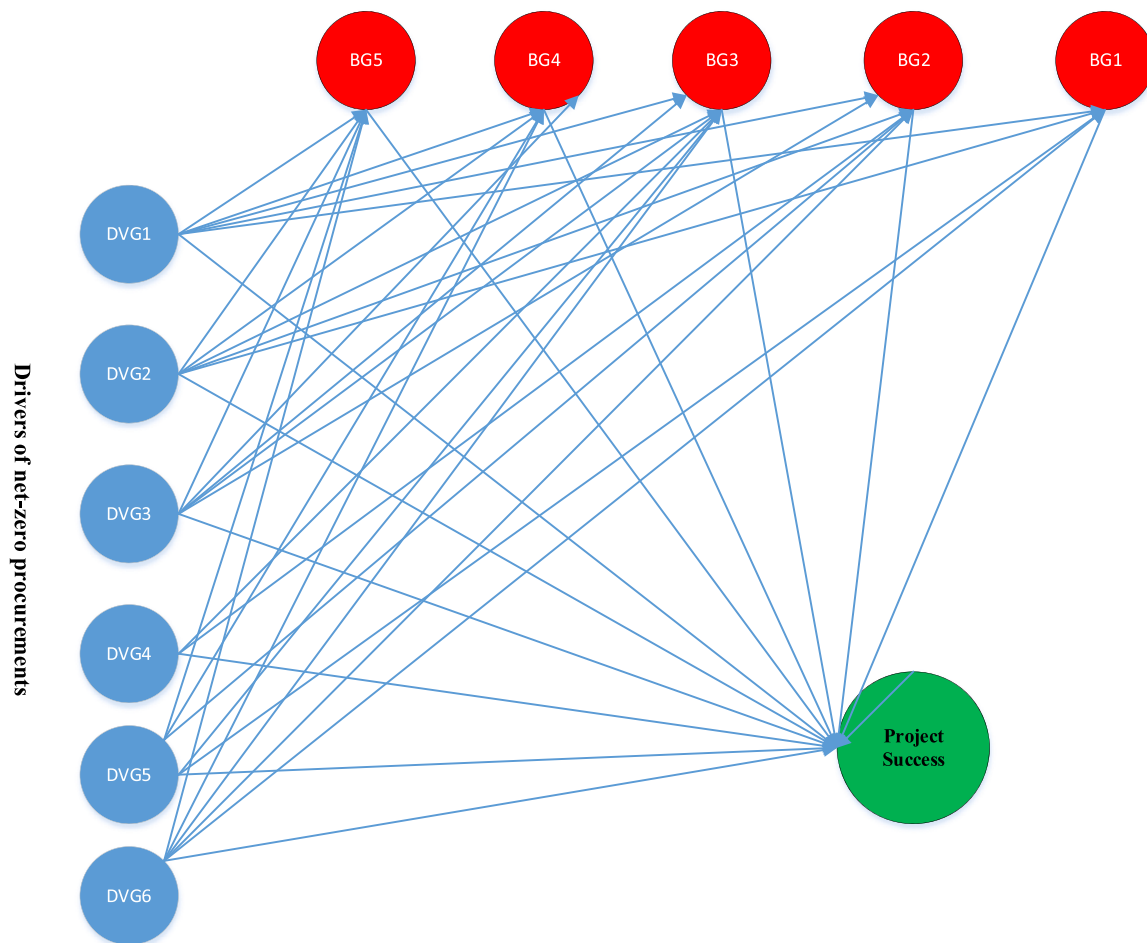 BG5
BG4
BG3
BG2
BG1
DVG1
DVG2
DVG3
DVG4
DVG5
DVG6
Drivers of net-zero procurements
Project
Success